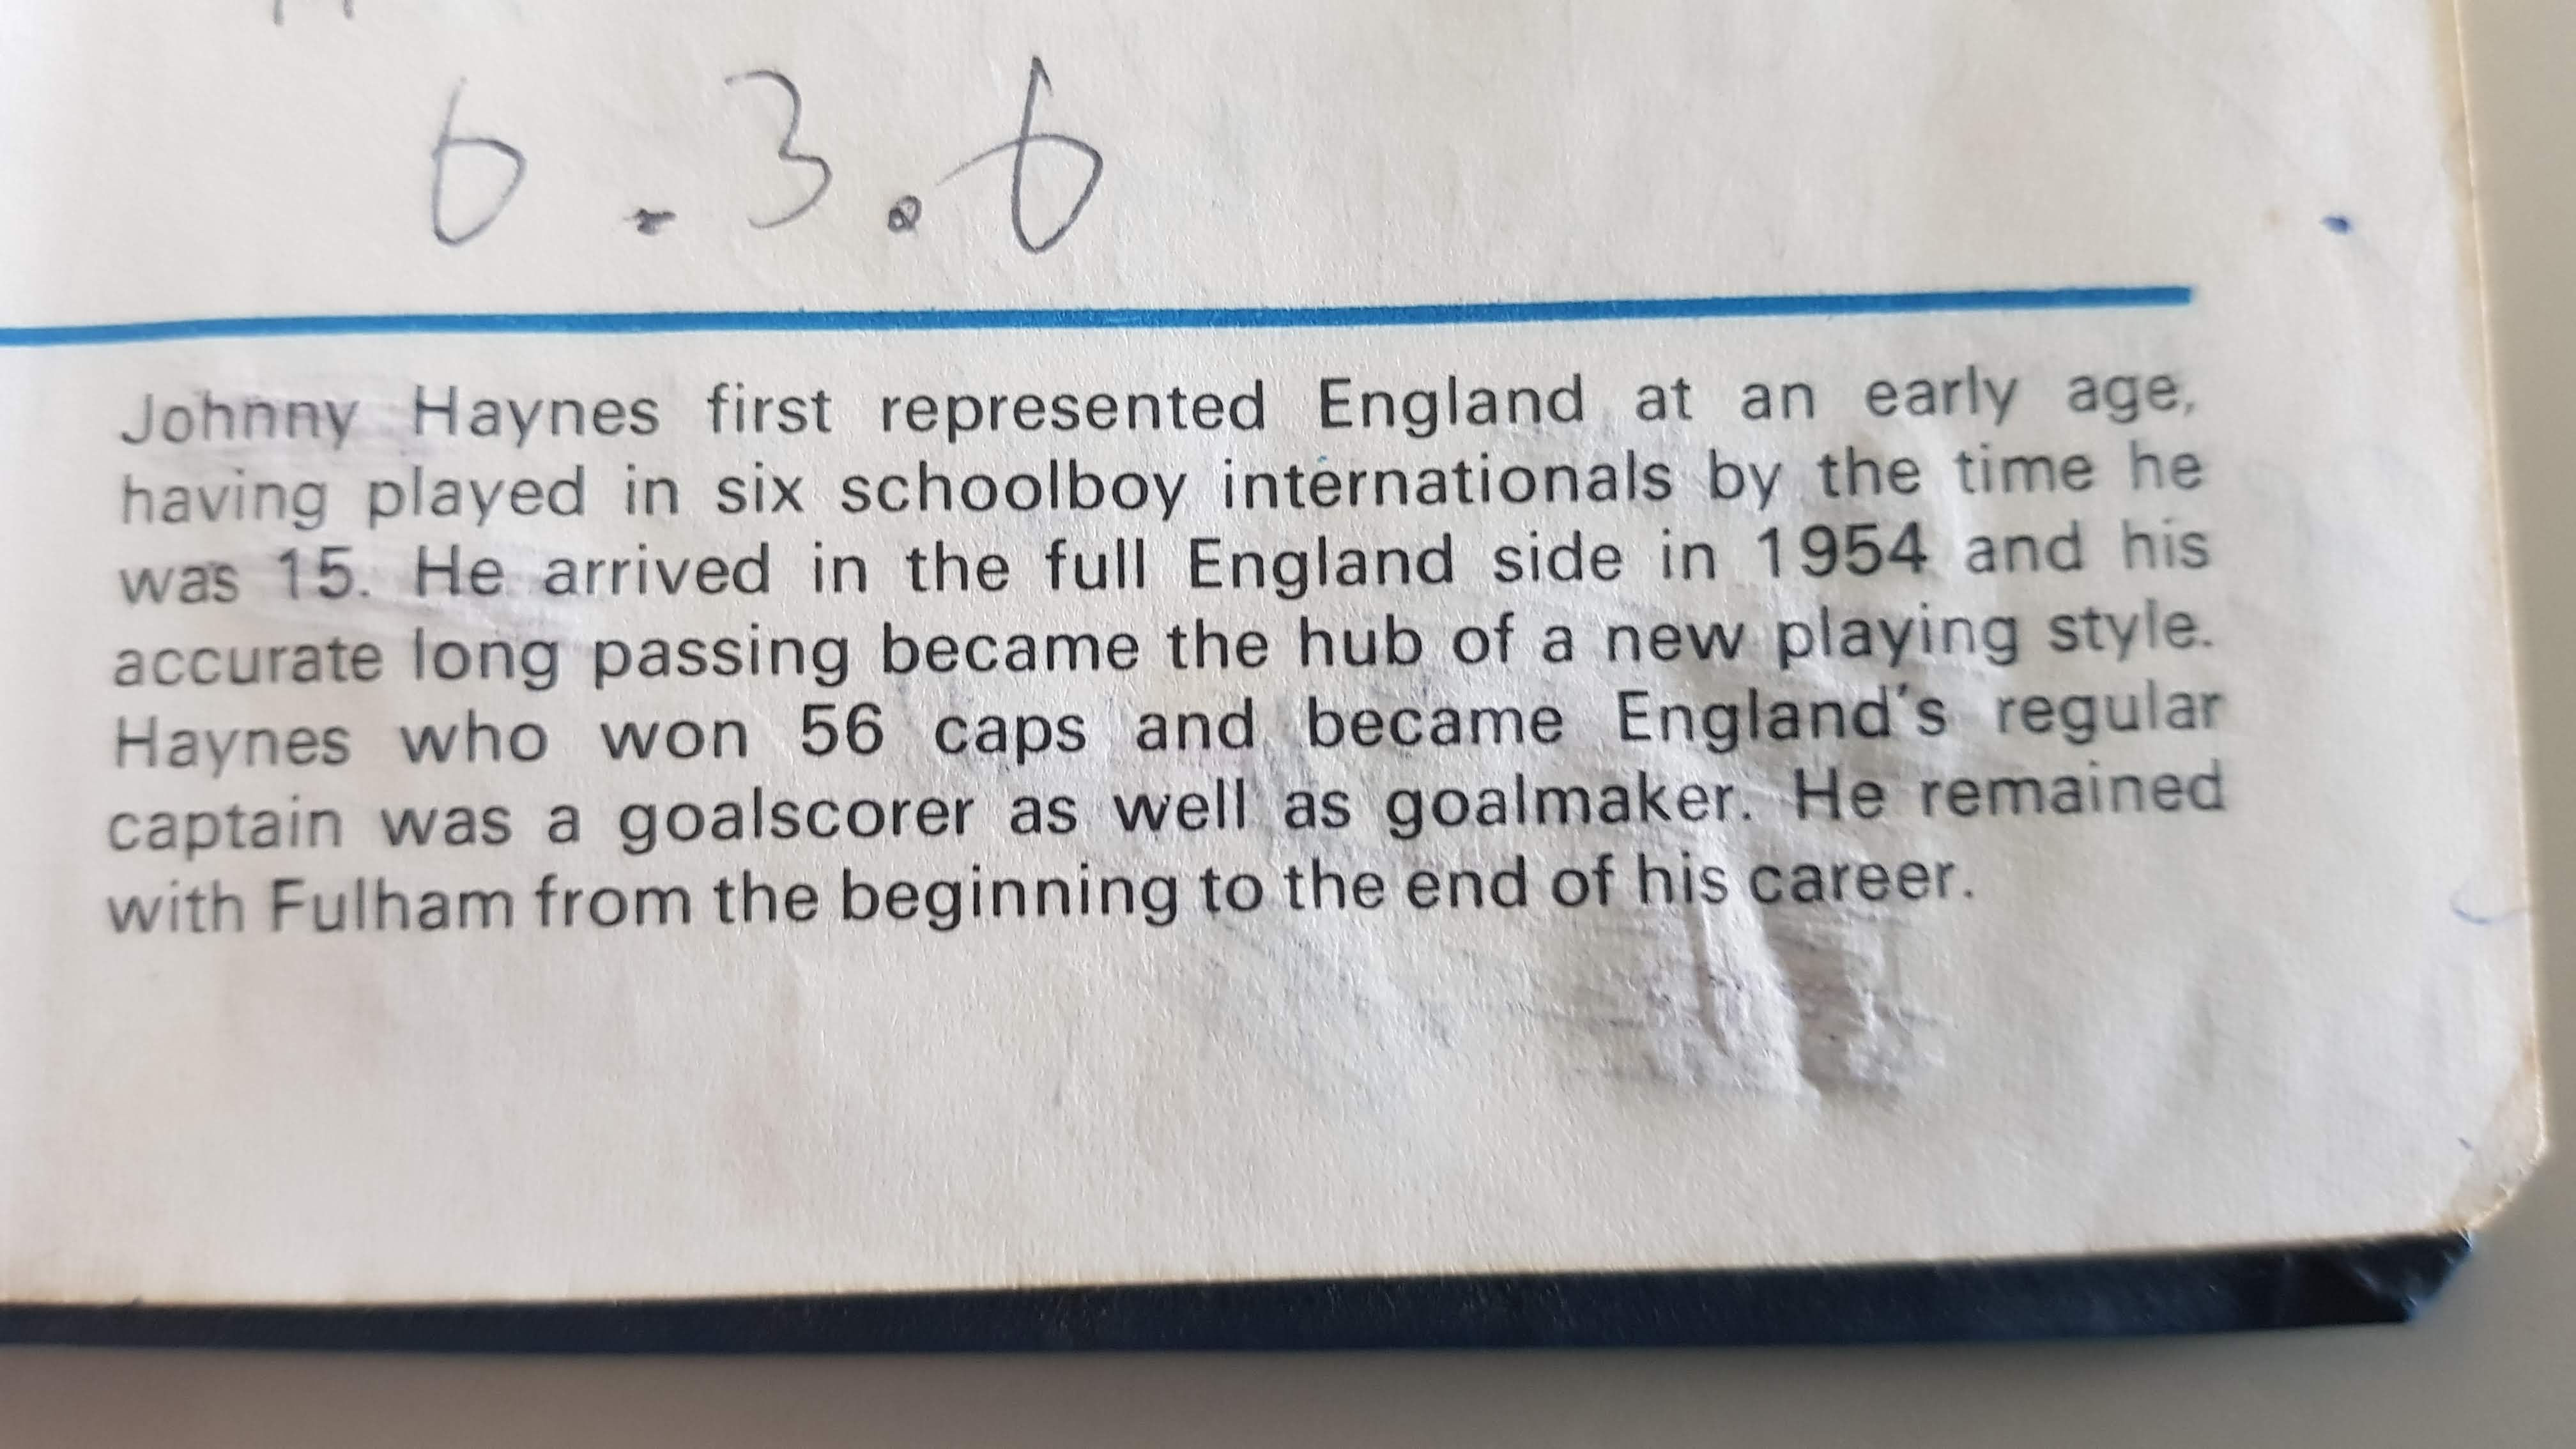 6.3.6
Johnny Haynes first represented England at an early age,
having played in six schoolboy internationals by the time he
was 15. He arrived in the full England side in 1954 and his
accurate long passing became the hub of a new playing style.
Haynes who won 56 caps and became England's regular
captain was a goalscorer as well as goalmaker. He remained
with Fulham from the beginning to the end of his career.